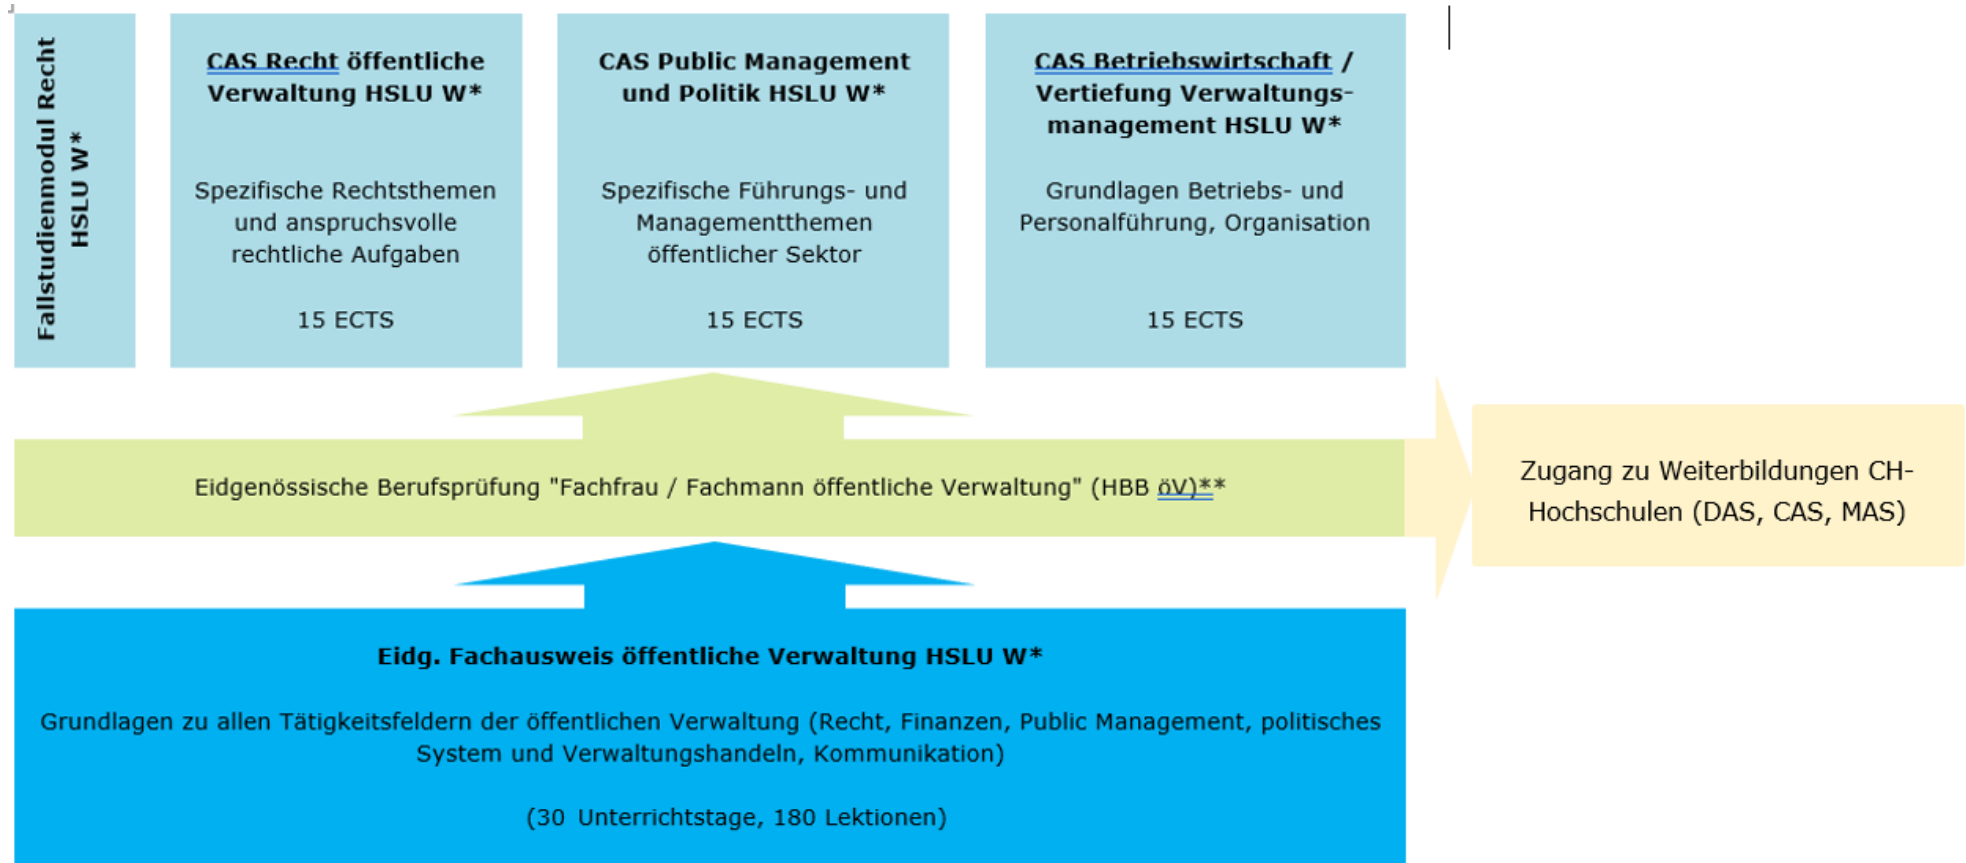 Fallstudienmodul Recht
HSLU W*
CAS Recht öffentliche
Verwaltung HSLU W*
Spezifische Rechtsthemen
und anspruchsvolle
rechtliche Aufgaben
15 ECTS
CAS Public Management
und Politik HSLU W*
Spezifische Führungs- und
Managementthemen
öffentlicher Sektor
15 ECTS
CAS Betriebswirtschaft /
Vertiefung Verwaltungs-
management HSLU W*
Grundlagen Betriebs- und
Personalführung, Organisation
15 ECTS
Eidgenössische Berufsprüfung "Fachfrau / Fachmann öffentliche Verwaltung" (HBB öV)**
Zugang zu Weiterbildungen CH-
Hochschulen (DAS, CAS, MAS)
Eidg. Fachausweis öffentliche Verwaltung HSLU W*
Grundlagen zu allen Tätigkeitsfeldern der öffentlichen Verwaltung (Recht, Finanzen, Public Management, politisches
System und Verwaltungshandeln, Kommunikation)
(30 Unterrichtstage, 180 Lektionen)